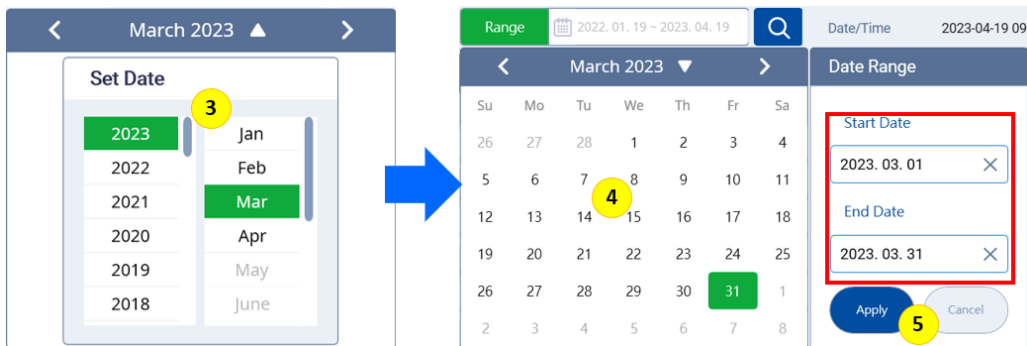 March 2023
Set Date
3
2023 Jan
2022 Feb
2021 Mar
2020 Apr
2019 May
2018 June
Range 2022. 01. 19 ~ 2023. 04. 19 Date/Time 2023-04-19 09
March 2023 Date Range
Su Mo Tu We Th Fr Sa
26 27 28 1 2 3 4
5 6 7 8 9 10 11
12 13 14 15 16 17 18
19 20 21 22 23 24 25
26 27 28 29 30 31 1
2 3 4 5 6 7 8
4
Start Date
2023. 03. 01
End Date
2023. 03. 31
Apply Cancel
5